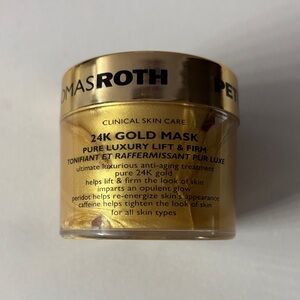 OMASROTH PET
CLINICAL SKIN CARE
24K GOLD MASK
PURE LUXURY LIFT & FIRM
TONIFIANT ET RAFFERMISSANT PUR LUXE
ultimate luxurious anti-aging treatment
pure 24K gold
helps lift & firm the look of skin
imparts an opulent glow
peridot helps re-energize skin's appearance
caffeine helps tighten the look of skin
for all skin types